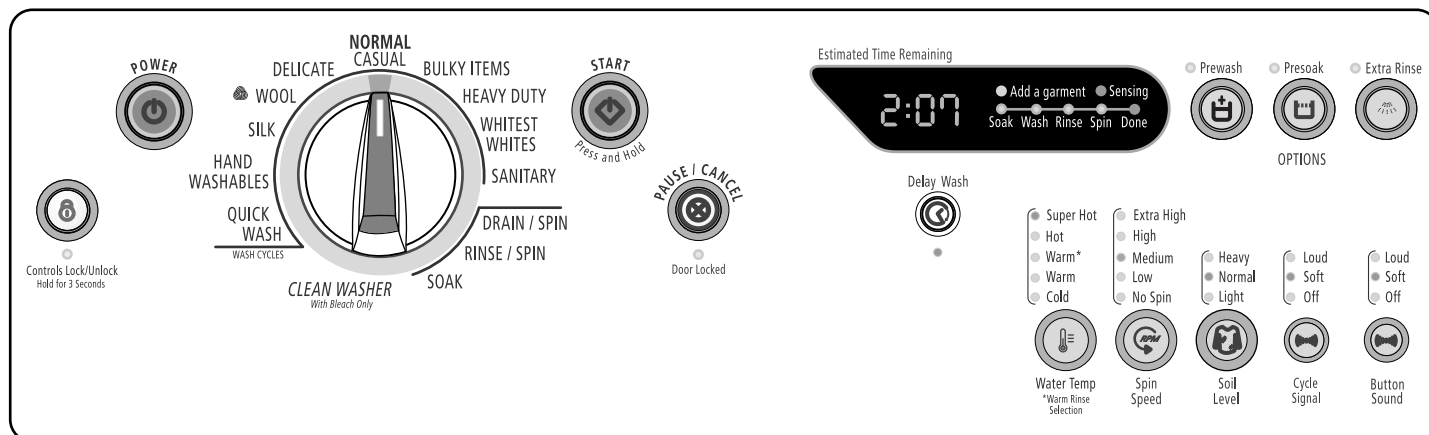 POWER
Controls Lock/Unlock
Hold for 3 Seconds
NORMAL
CASUAL
DELICATE
WOOL
SILK
HAND
WASHABLES
QUICK
WASH
WASH CYCLES
BULKY ITEMS
HEAVY DUTY
WHITEST
WHITES
SANITARY
DRAIN / SPIN
RINSE / SPIN
SOAK
CLEAN WASHER
With Bleach Only
START
Press and Hold
PAUSE / CANCEL
Door Locked
Estimated Time Remaining
2:07
Add a garment Sensing
Soak Wash Rinse Spin Done
Delay Wash
Prewash Presoak Extra Rinse
OPTIONS
Super Hot
Hot
Warm*
Warm
Cold
Water Temp
*Warm Rinse
Selection
Extra High
High
Medium
Low
No Spin
RPM
Spin
Speed
Heavy
Normal
Light
Soil
Level
Loud
Soft
Off
Cycle
Signal
Loud
Soft
Off
Button
Sound